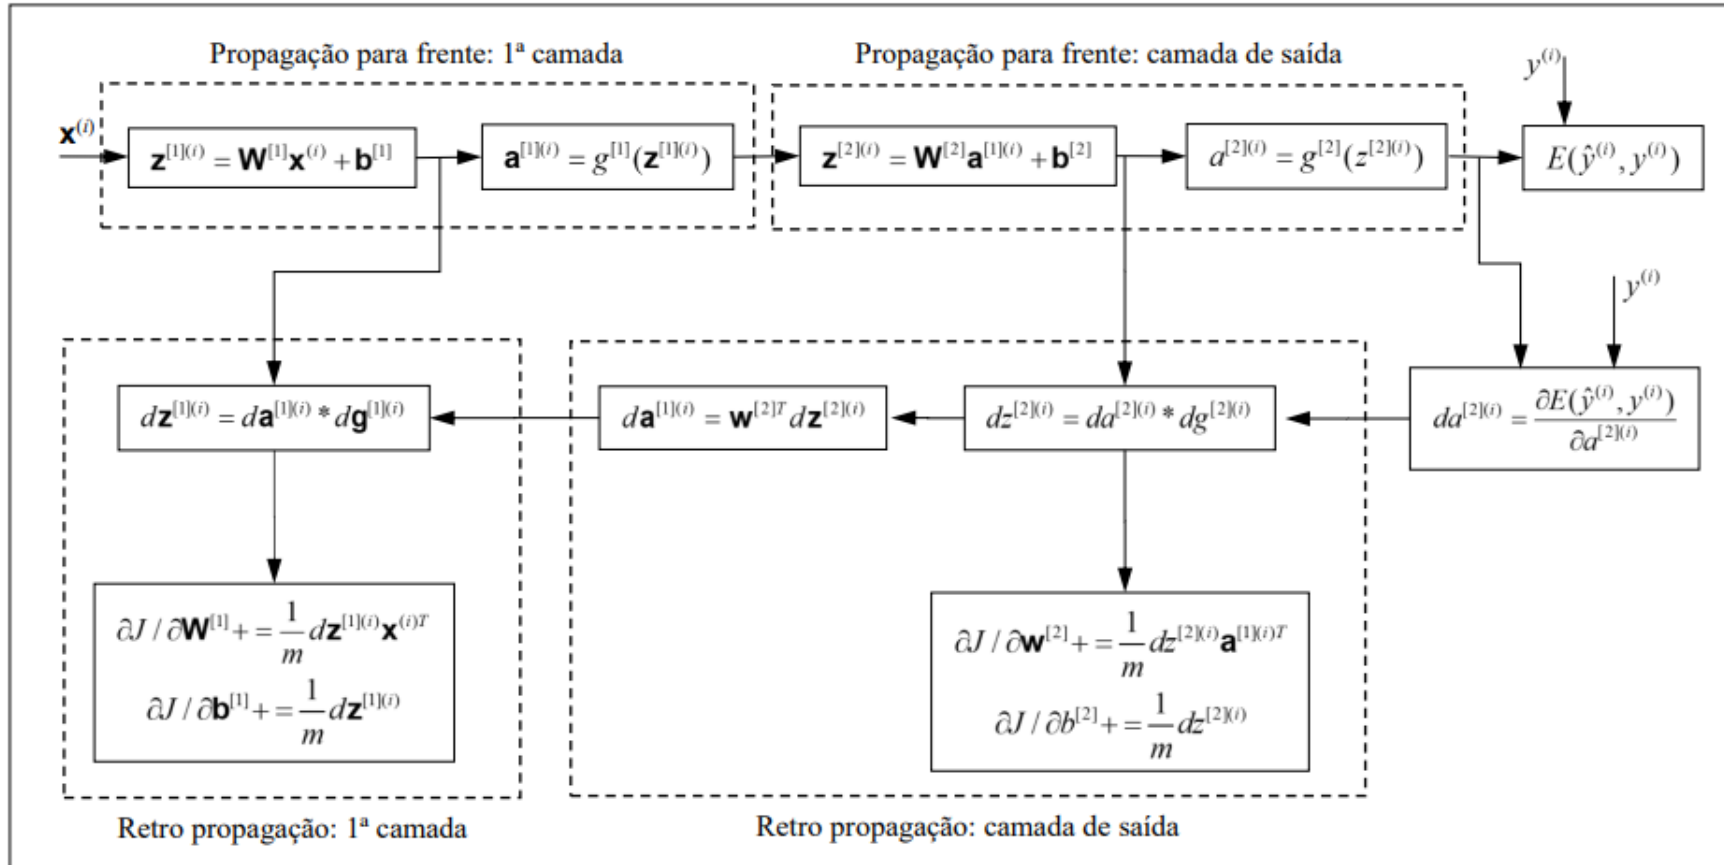 Propagação para frente: 1ª camada
Propagação para frente: camada de saída
y^{(i)}
x^{(i)}
z^{[1](i)} = W^{[1]}x^{(i)} + b^{[1]}
a^{[1](i)} = g^{[1]}(z^{[1](i)})
z^{[2](i)} = W^{[2]}a^{[1](i)} + b^{[2]}
a^{[2](i)} = g^{[2]}(z^{[2](i)})
E(ŷ^{(i)}, y^{(i)})
y^{(i)}
dz^{[1](i)} = da^{[1](i)} * dg^{[1](i)}
da^{[1](i)} = w^{[2]T} dz^{[2](i)}
dz^{[2](i)} = da^{[2](i)} * dg^{[2](i)}
da^{[2](i)} = ∂E(ŷ^{(i)}, y^{(i)}) / ∂a^{[2](i)}
∂J / ∂W^{[1]} + = 1/m dz^{[1](i)} x^{(i)T}
∂J / ∂b^{[1]} + = 1/m dz^{[1](i)}
∂J / ∂w^{[2]} + = 1/m dz^{[2](i)} a^{[1](i)T}
∂J / ∂b^{[2]} + = 1/m dz^{[2](i)}
Retro propagação: 1ª camada
Retro propagação: camada de saída